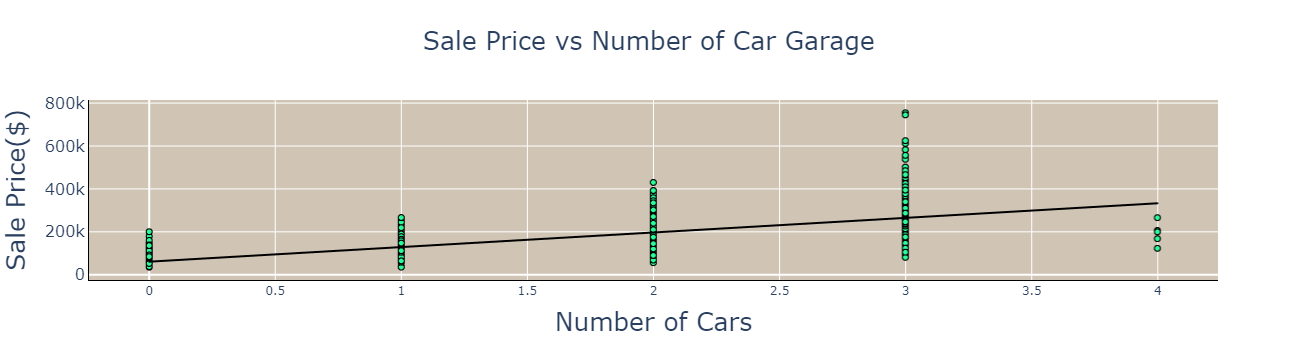 Sale Price vs Number of Car Garage
Sale Price($)
800k
600k
400k
200k
0
0 0.5 1 1.5 2 2.5 3 3.5 4
Number of Cars